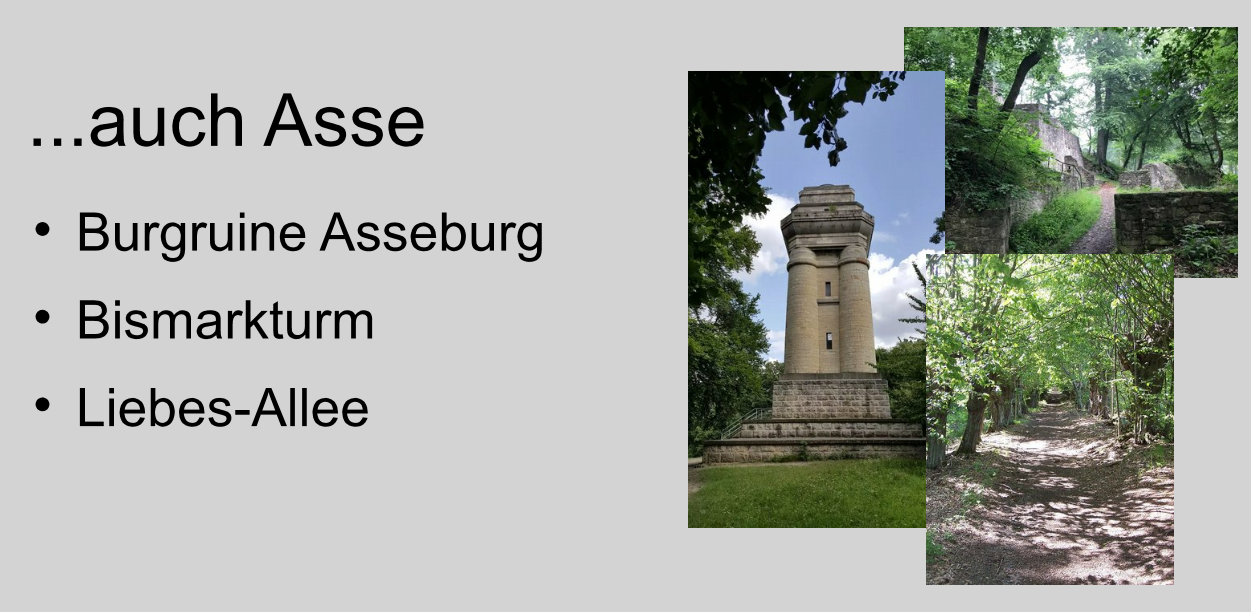 ...auch Asse
• Burgruine Asseburg
• Bismarkturm
• Liebes-Allee